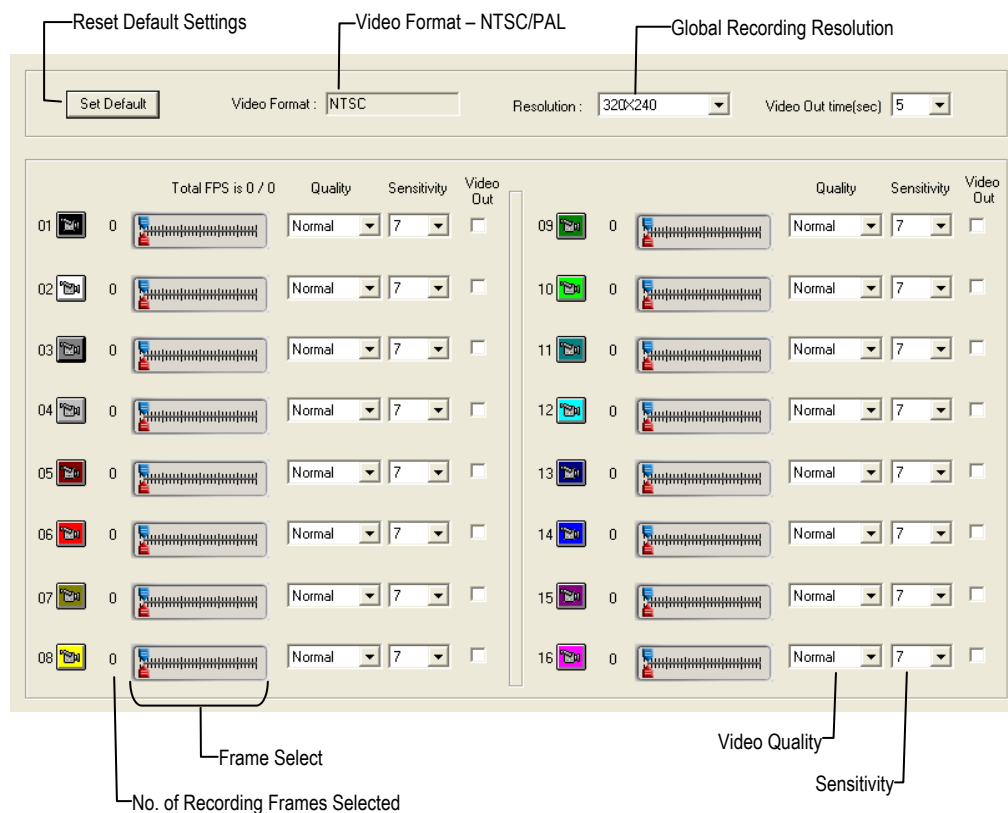 Reset Default Settings
Video Format – NTSC/PAL
Global Recording Resolution
Set Default
Video Format : NTSC
Resolution : 320X240
Video Out time(sec) 5
Total FPS is 0 / 0 Quality Sensitivity Video Out
Quality Sensitivity Video Out
01 0 Normal 7
09 0 Normal 7
02 0 Normal 7
10 0 Normal 7
03 0 Normal 7
11 0 Normal 7
04 0 Normal 7
12 0 Normal 7
05 0 Normal 7
13 0 Normal 7
06 0 Normal 7
14 0 Normal 7
07 0 Normal 7
15 0 Normal 7
08 0 Normal 7
16 0 Normal 7
Frame Select
Video Quality
Sensitivity
No. of Recording Frames Selected